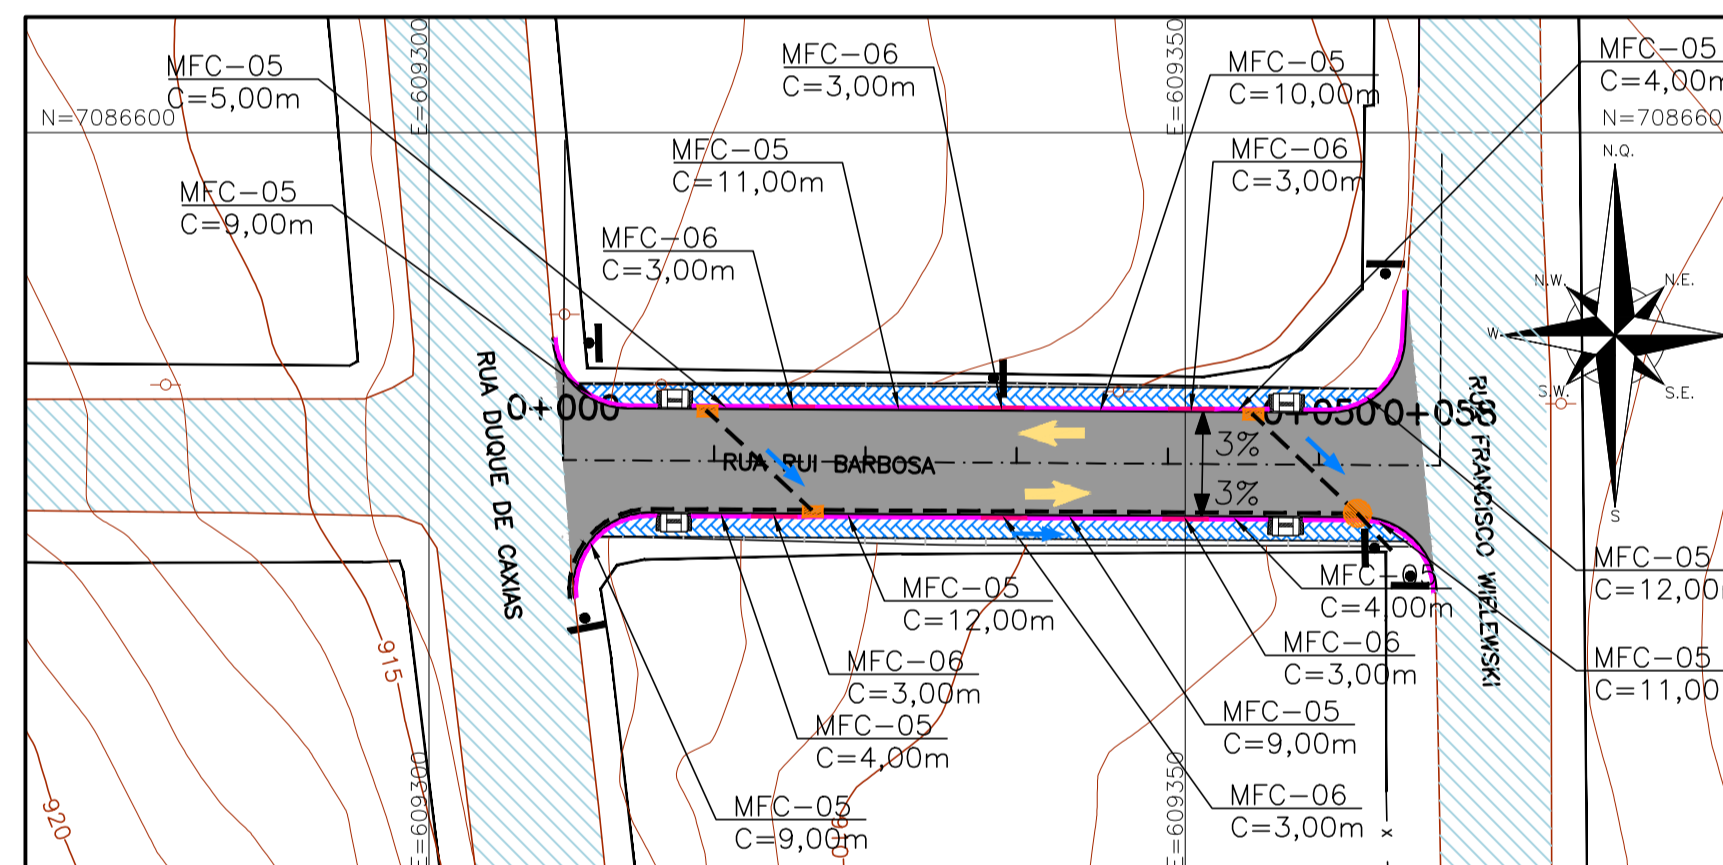 MFC-05
C=5,00m
N=7086600
MFC-05
C=9,00m
E=609300
MFC-06
C=3,00m
MFC-05
C=11,00m
MFC-06
C=3,00m
E=609350
MFC-05
C=10,00m
MFC-06
C=3,00m
MFC-05
C=4,00m
N=708660
N.Q.
N.W.
N.E.
W
S.W.
S.E.
S
0+000
0+050
RUA DUQUE DE CAXIAS
RUA RUI BARBOSA
3%
3%
RUA FRANCISCO WIELEWSKI
MFC-05
C=12,00m
MFC-06
C=3,00m
MFC-05
C=4,00m
MFC-05
C=9,00m
MFC-05
C=4,00m
MFC-06
C=3,00m
MFC-05
C=9,00m
MFC-06
C=3,00m
MFC-05
C=12,00
MFC-05
C=11,00
915
920
E=609300
E=609350
x